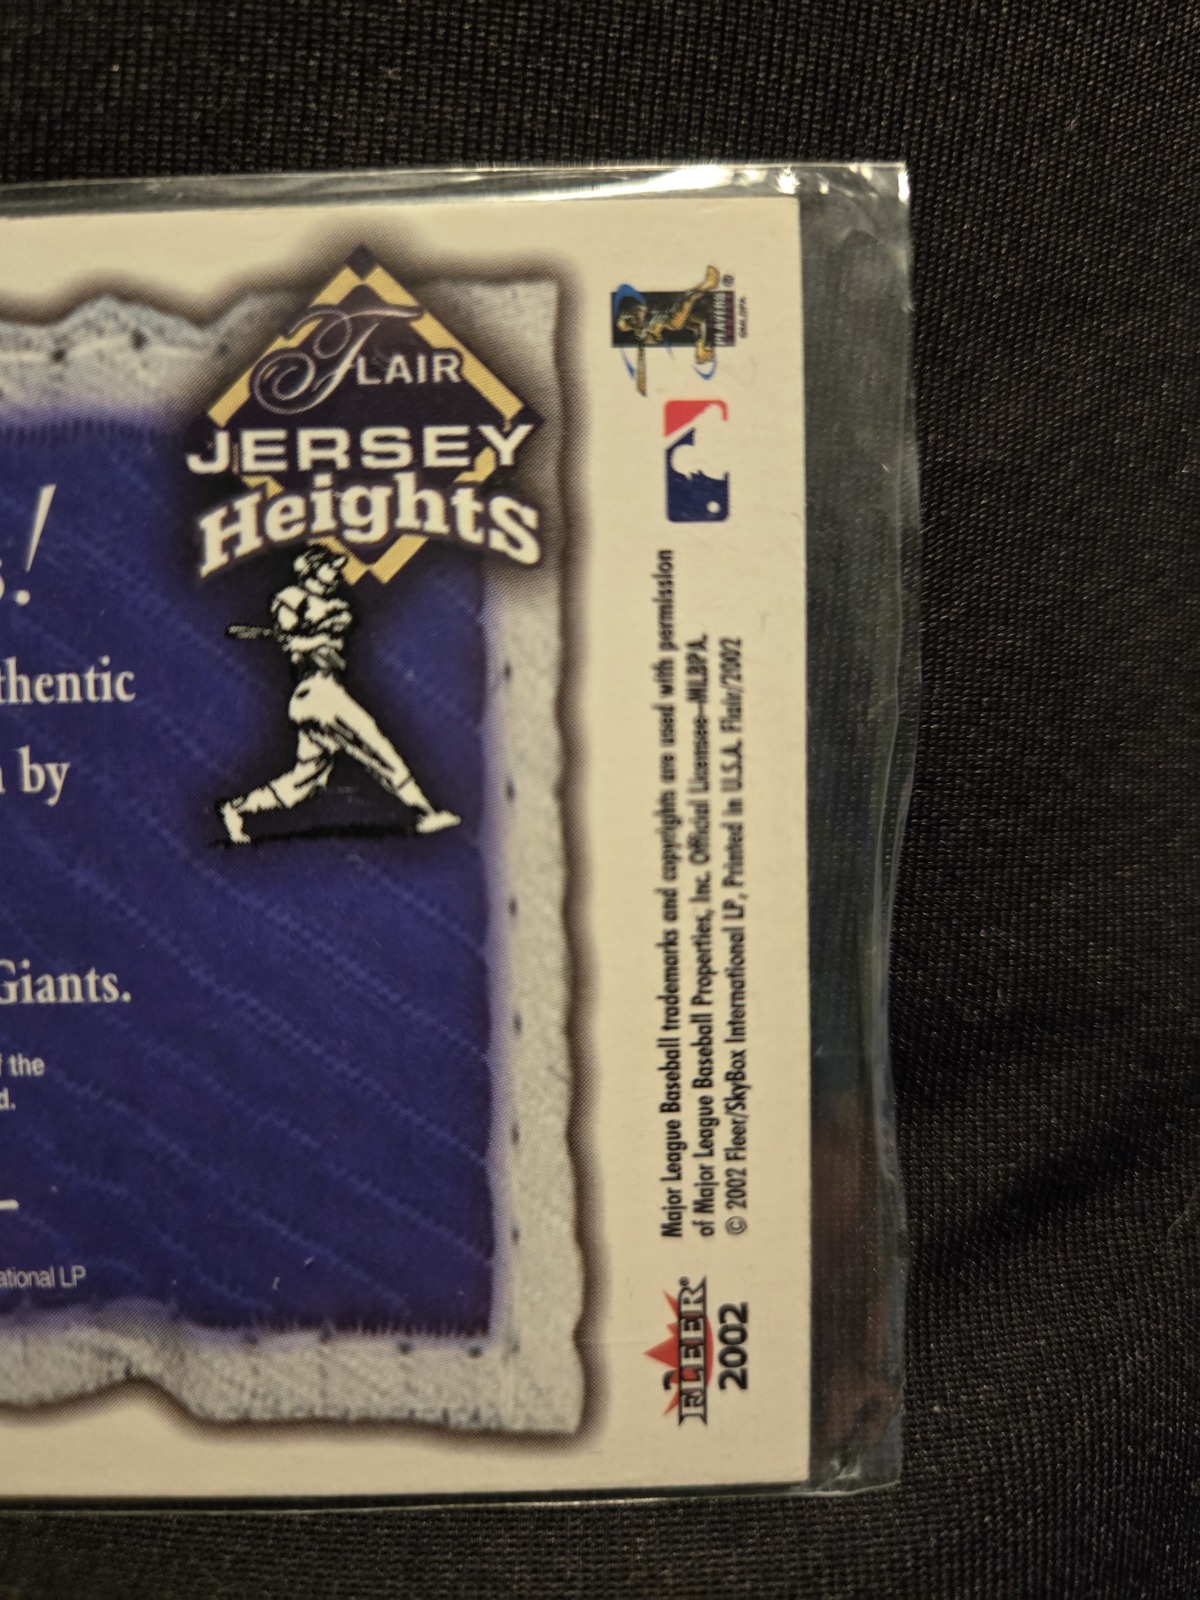 FLAIR
JERSEY
Heights
s!
thentic
by
Giants.
the
d.
ational LP
PLAYERS
©MLBPA
Major League Baseball trademarks and copyrights are used with permission
of Major League Baseball Properties, Inc. Official Licensee—MLBPA.
© 2002 Fleer/SkyBox International LP, Printed in U.S.A. Flair/2002
FLEER®
2002